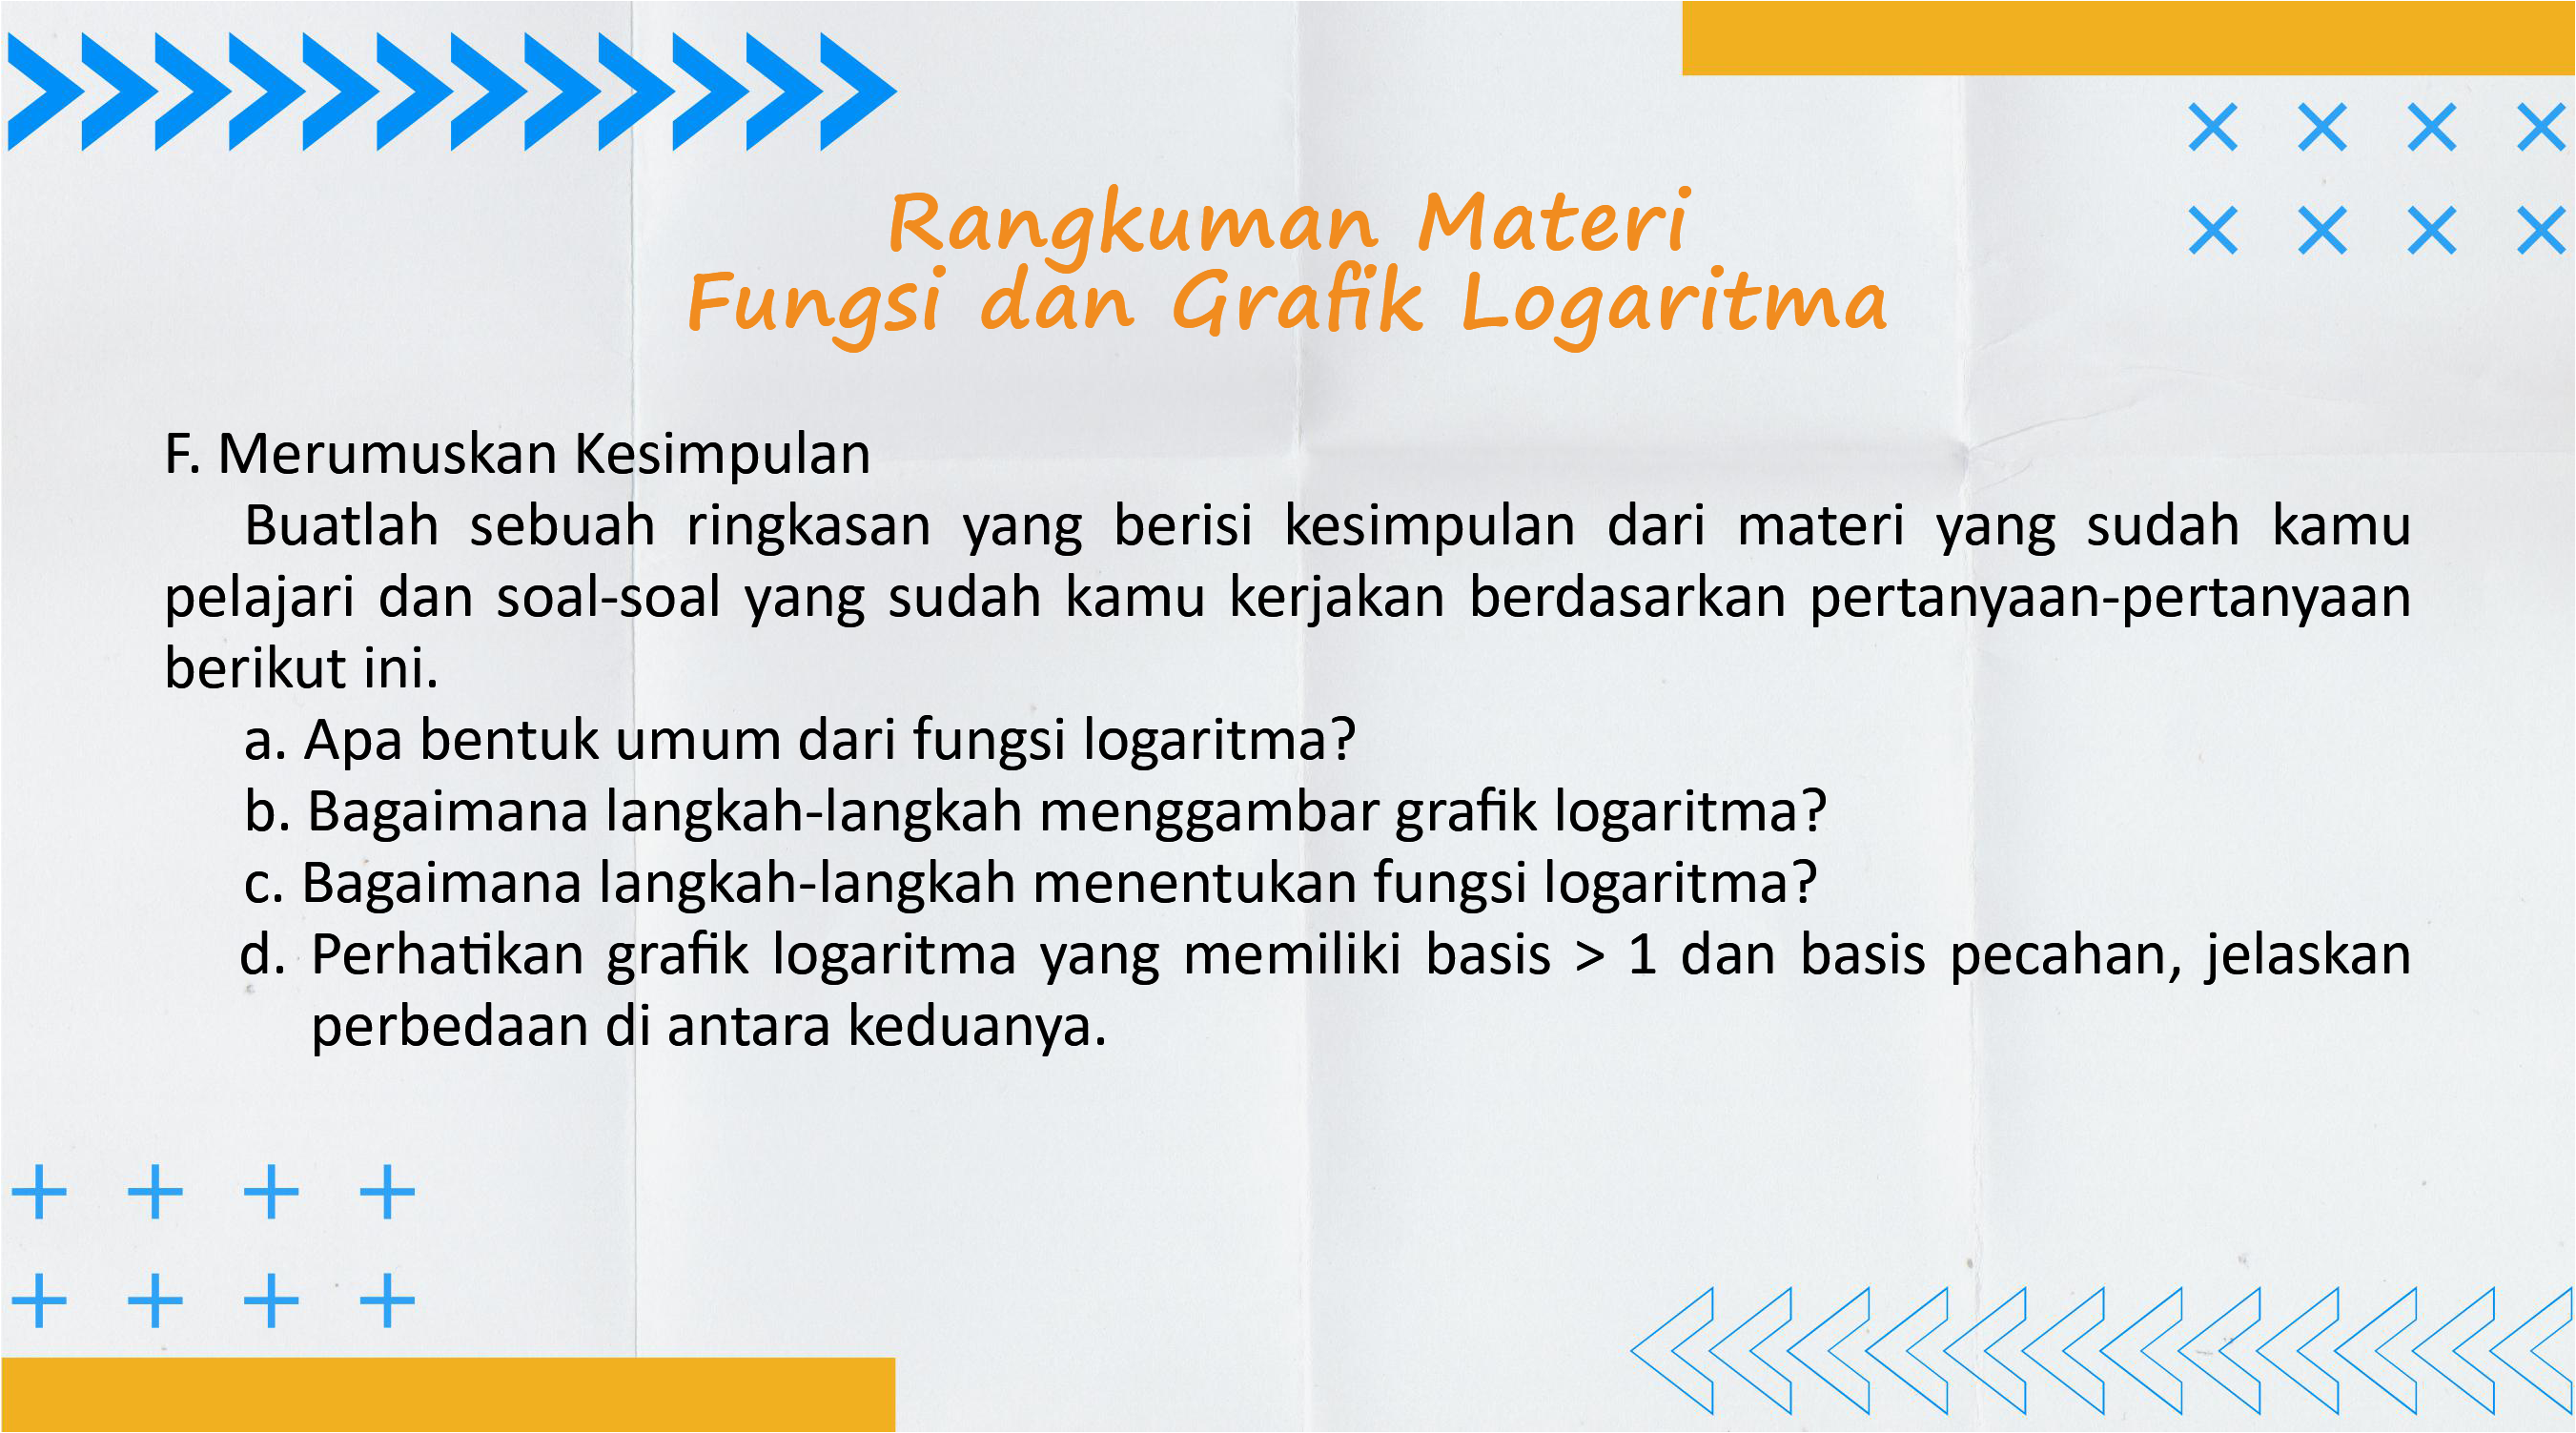 Rangkuman Materi
Fungsi dan Grafik Logaritma
F. Merumuskan Kesimpulan
Buatlah sebuah ringkasan yang berisi kesimpulan dari materi yang sudah kamu
pelajari dan soal-soal yang sudah kamu kerjakan berdasarkan pertanyaan-pertanyaan
berikut ini.
a. Apa bentuk umum dari fungsi logaritma?
b. Bagaimana langkah-langkah menggambar grafik logaritma?
c. Bagaimana langkah-langkah menentukan fungsi logaritma?
d. Perhatikan grafik logaritma yang memiliki basis > 1 dan basis pecahan, jelaskan
perbedaan di antara keduanya.